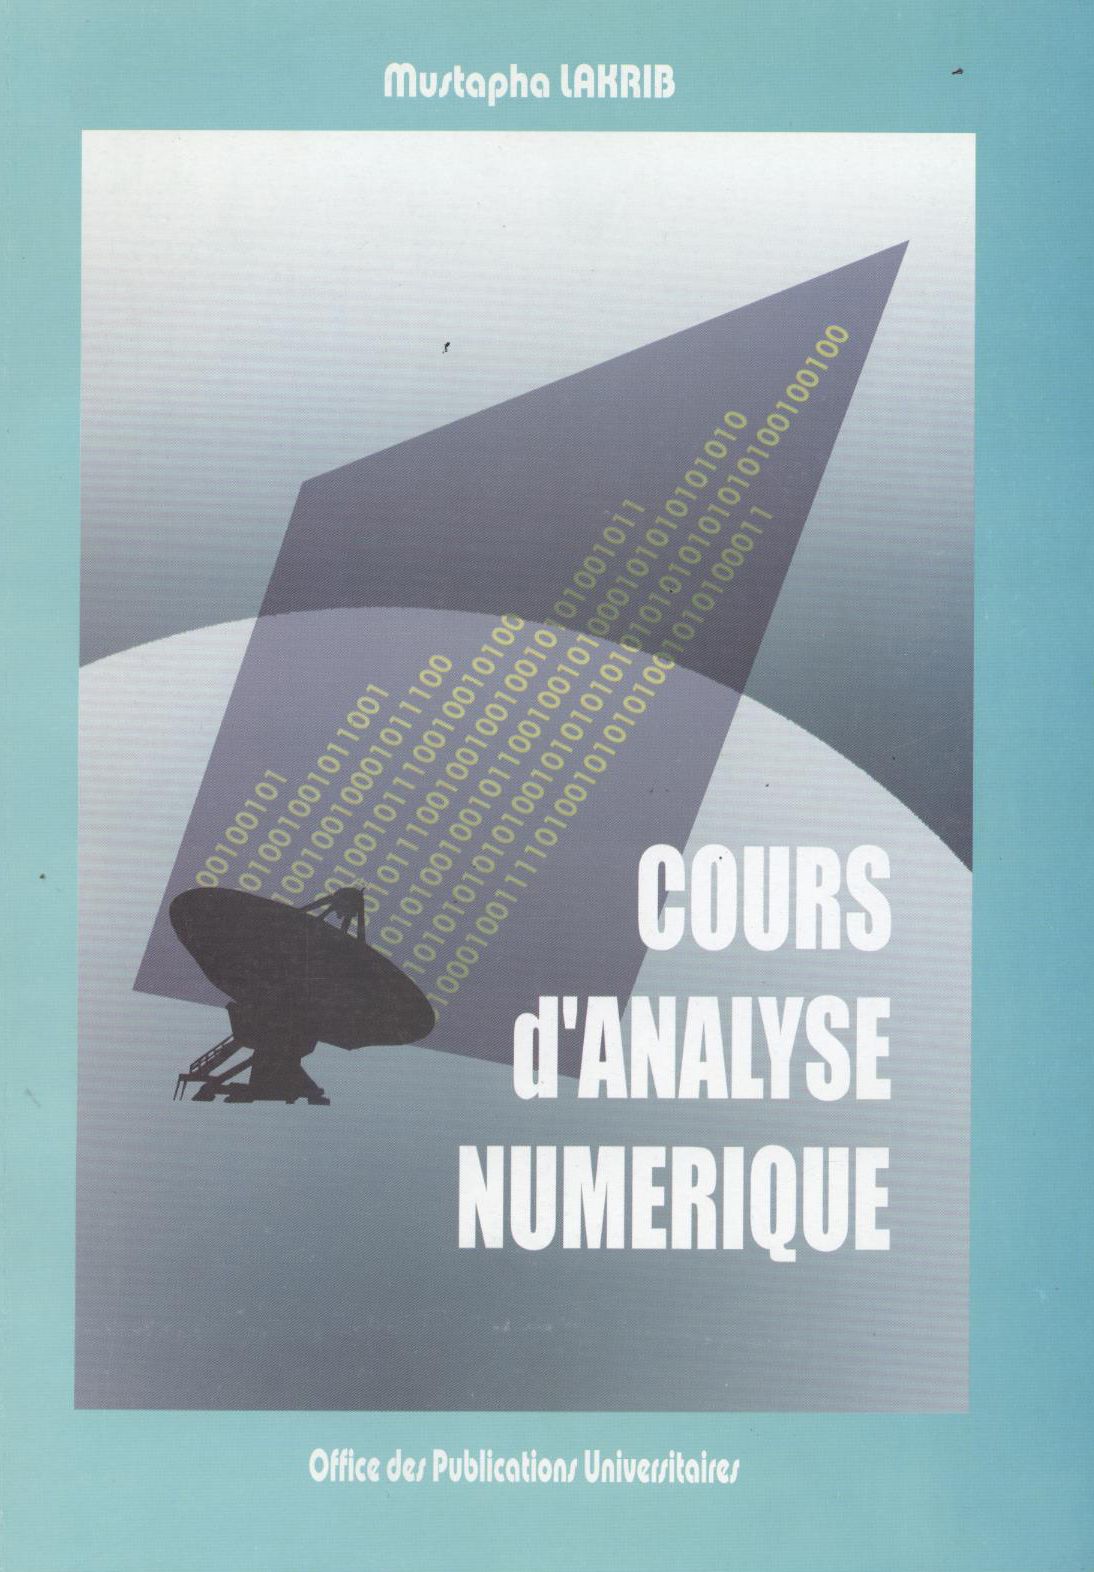 Mustapha LAKRIB
COURS
d'ANALYSE
NUMERIQUE
Office des Publications Universitaires